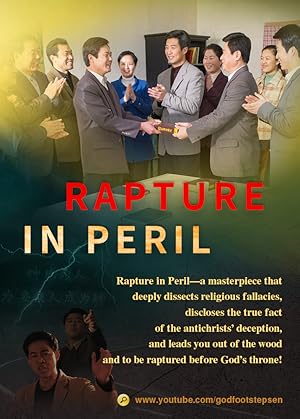 RAPTURE
IN PERIL
Rapture in Peril—a masterpiece that
deeply dissects religious fallacies,
discloses the true fact
of the antichrists' deception,
and leads you out of the wood
and to be raptured before God's throne!
www.youtube.com/godfootstepsen